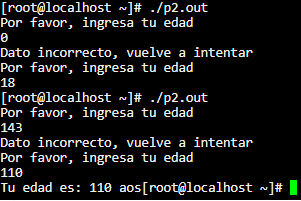 [root@localhost ~]# ./p2.out
Por favor, ingresa tu edad
0
Dato incorrecto, vuelve a intentar
Por favor, ingresa tu edad
18
[root@localhost ~]# ./p2.out
Por favor, ingresa tu edad
143
Dato incorrecto, vuelve a intentar
Por favor, ingresa tu edad
110
Tu edad es: 110 aos[root@localhost ~]#